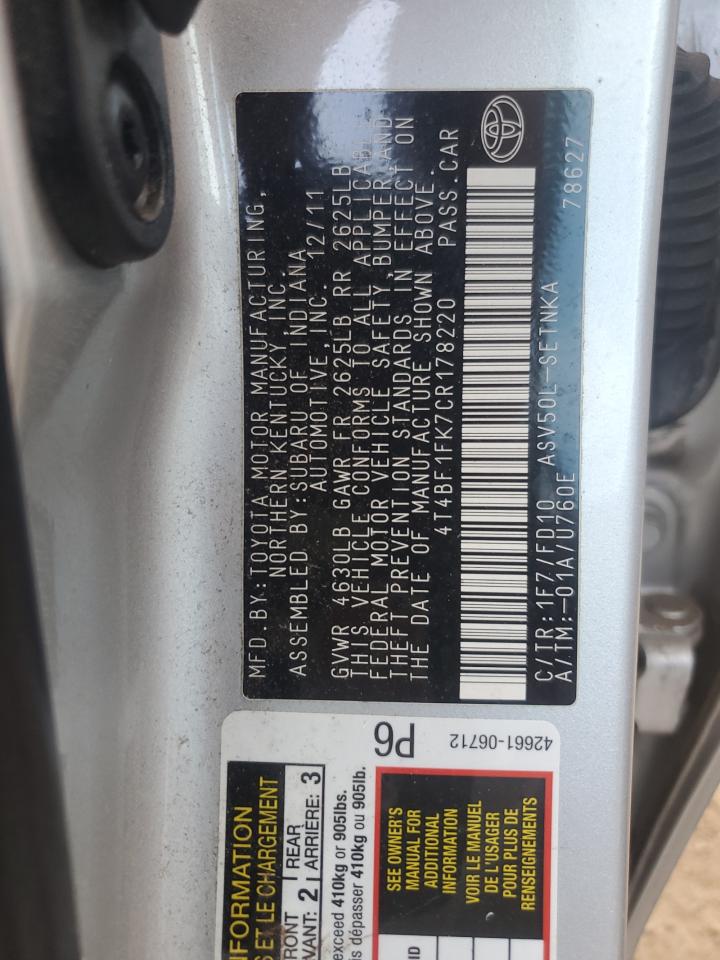 MFD.BY:TOYOTA MOTOR MANUFACTURING,
NORTHERN KENTUCKY INC.
ASSEMBLED BY:SUBARU OF INDIANA
AUTOMOTIVE,INC. 12/11
GVWR 4630LB GAWR FR 2625LB RR 2625LB
THIS VEHICLE CONFORMS TO ALL APPLICABLE
FEDERAL MOTOR VEHICLE SAFETY,BUMPER,AND
THEFT PREVENTION STANDARDS IN EFFECT ON
THE DATE OF MANUFACTURE SHOWN ABOVE.
4T4BF1FK7CR178220 PASS.CAR
C/TR:1F7/FD10 ASV50L-SETNKA
A/TM:-01A/U760E 78627
P6
42661-06712
INFORMATION
S ET LE CHARGEMENT
FRONT
REAR
VANT: 2
ARRIÈRE: 3
exceed 410kg or 905lbs.
is dépasser 410kg ou 905lb.
SEE OWNER'S
MANUAL FOR
ADDITIONAL
INFORMATION
VOIR LE MANUEL
DE L'USAGER
POUR PLUS DE
RENSEIGNEMENTS
ID